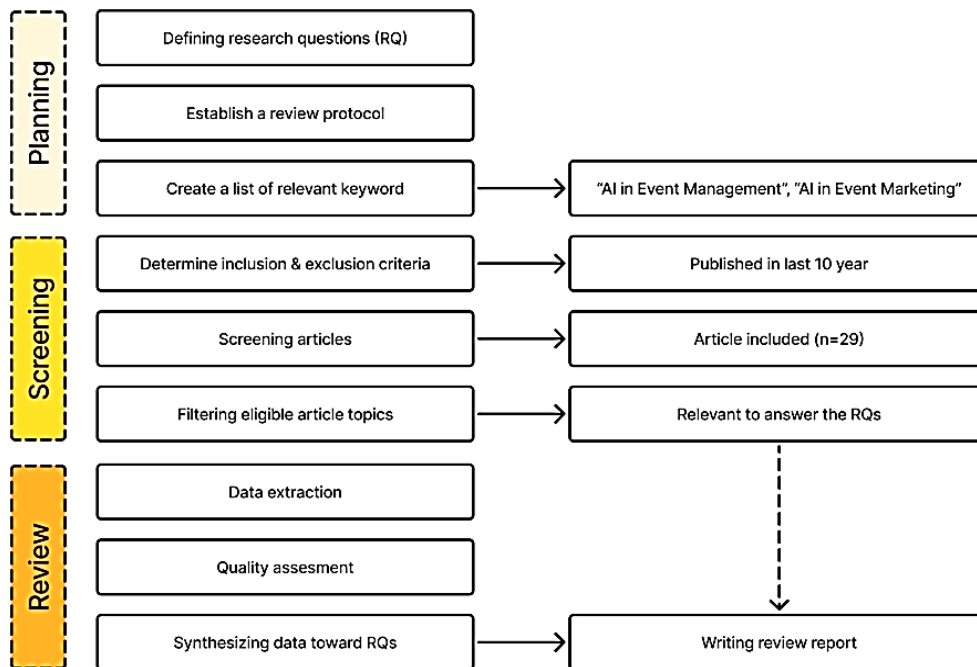 Planning
Defining research questions (RQ)
Establish a review protocol
Create a list of relevant keyword
“AI in Event Management”, “AI in Event Marketing”
Screening
Determine inclusion & exclusion criteria
Published in last 10 year
Screening articles
Article included (n=29)
Filtering eligible article topics
Relevant to answer the RQs
Review
Data extraction
Quality assesment
Synthesizing data toward RQs
Writing review report